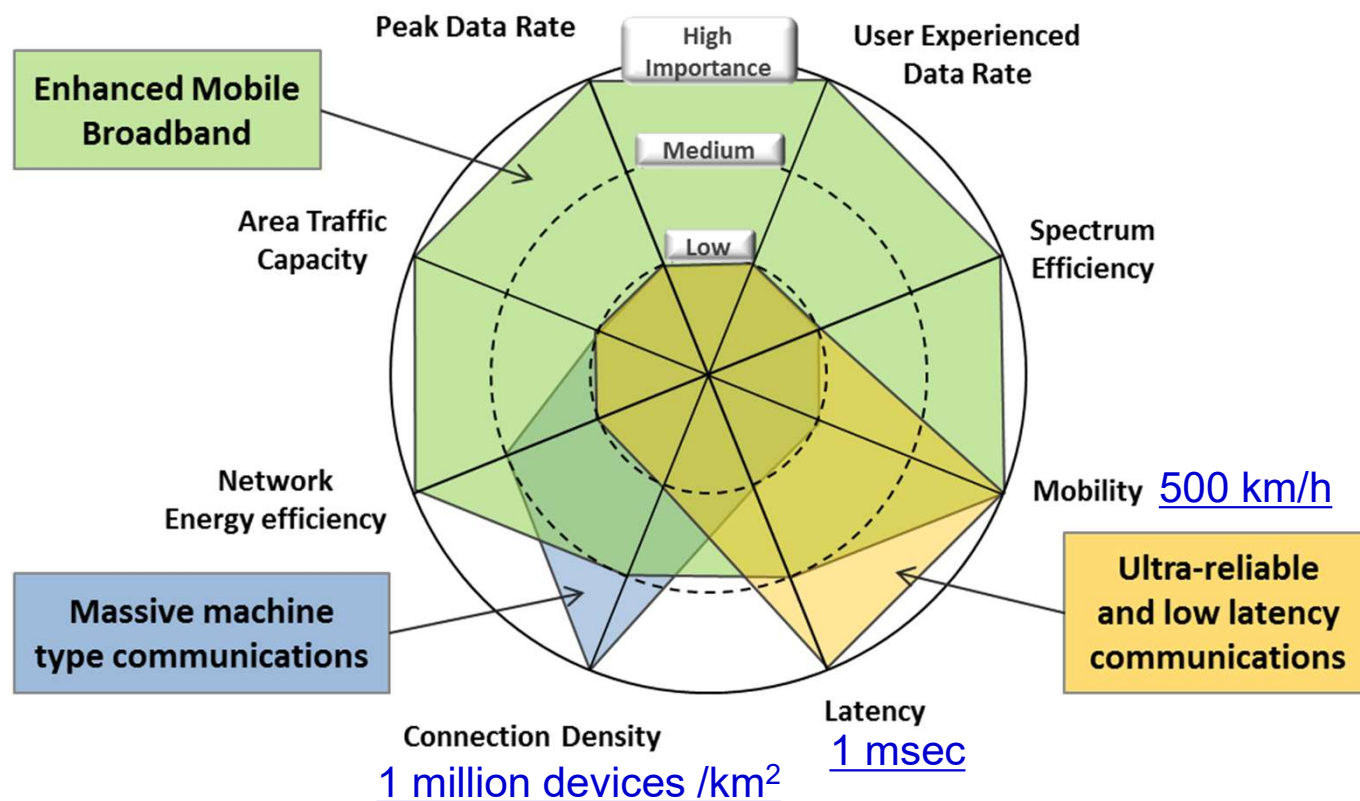 Peak Data Rate
High
Importance
User Experienced
Data Rate
Enhanced Mobile
Broadband
Medium
Area Traffic
Capacity
Low
Spectrum
Efficiency
Network
Energy efficiency
Mobility 500 km/h
Massive machine
type communications
Ultra-reliable
and low latency
communications
Connection Density
1 million devices /km²
Latency
1 msec